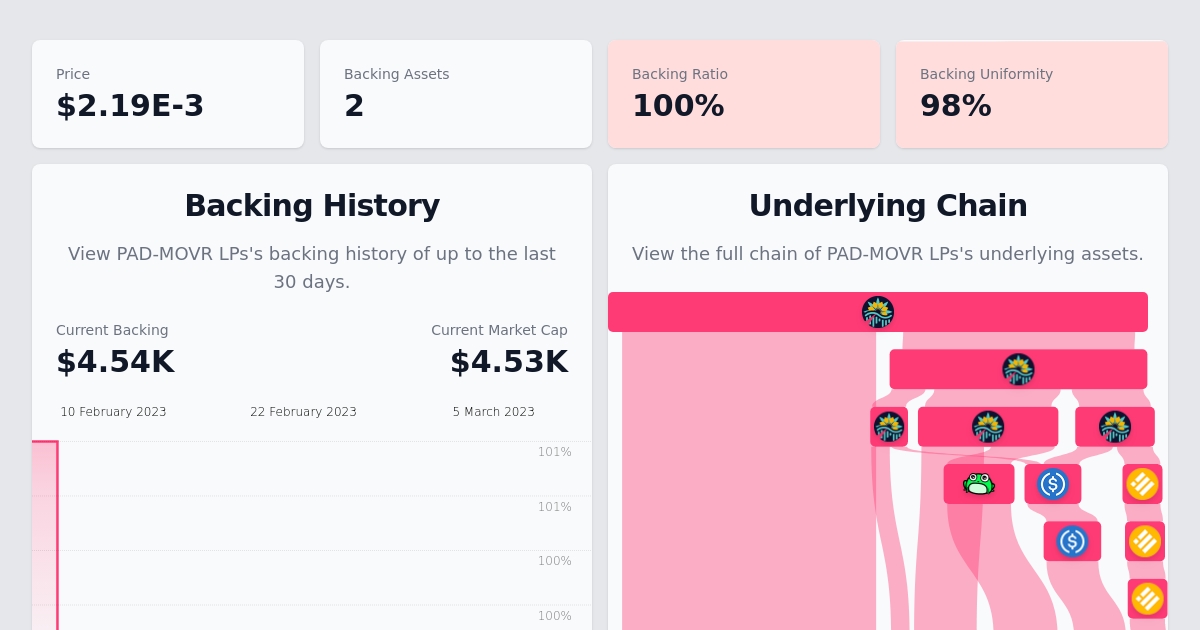 Price
$2.19E-3
Backing Assets
2
Backing Ratio
100%
Backing Uniformity
98%
Backing History
View PAD-MOVR LPs's backing history of up to the last
30 days.
Current Backing
$4.54K
Current Market Cap
$4.53K
10 February 2023
22 February 2023
5 March 2023
101%
101%
100%
100%
Underlying Chain
View the full chain of PAD-MOVR LPs's underlying assets.